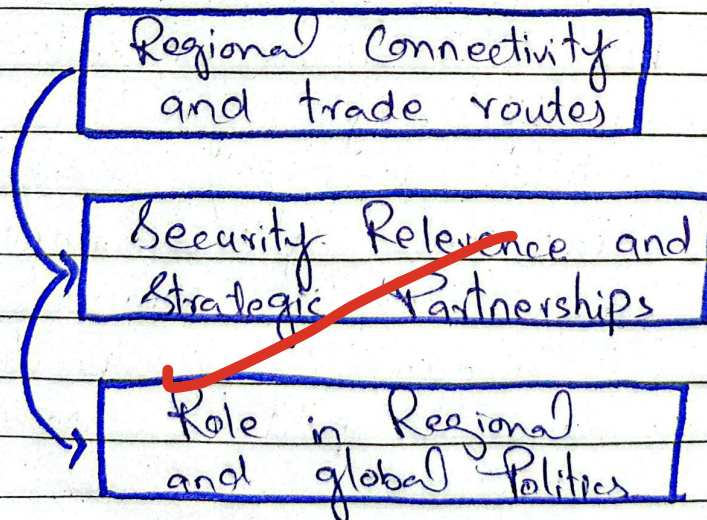 Regional Connectivity
and trade routes
Security Relevence and
Strategic Partnerships
Role in Regional
and global Politics